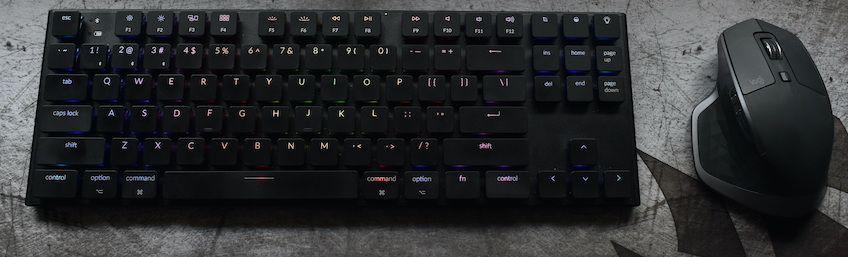 esc F1 F2 F3 F4 F5 F6 F7 F8 F9 F10 F11 F12
~ ` ! 1 @ 2 # 3 $ 4 % 5 ^ 6 & 7 * 8 ( 9 ) 0 _ - + = ins home page up
tab Q W E R T Y U I O P { [ } ] | \ del end page down
caps lock A S D F G H J K L : ; " '
shift Z X C V B N M < , > . ? / shift
control option command command option fn control
logi